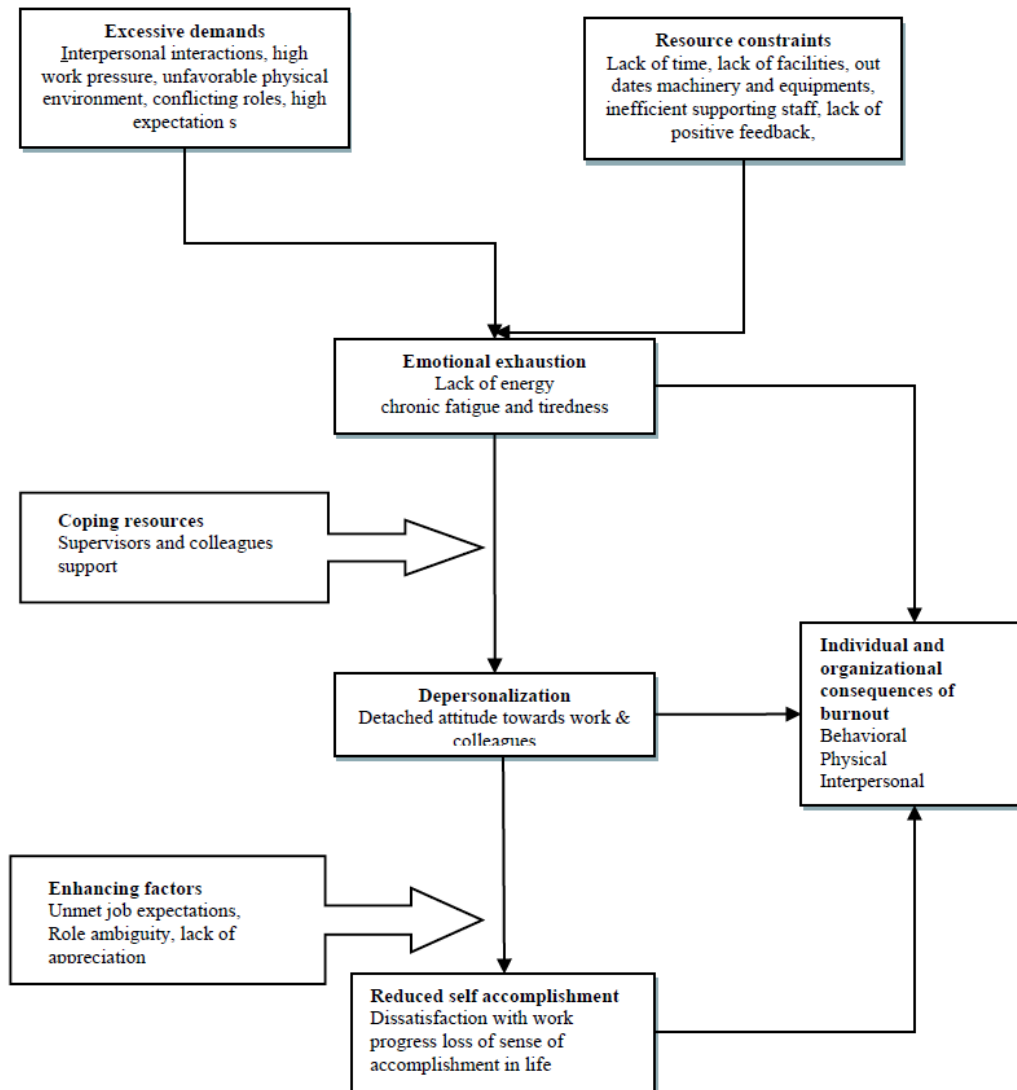 Excessive demands
Interpersonal interactions, high
work pressure, unfavorable physical
environment, conflicting roles, high
expectation s
Resource constraints
Lack of time, lack of facilities, out
dates machinery and equipments,
inefficient supporting staff, lack of
positive feedback,
Emotional exhaustion
Lack of energy
chronic fatigue and tiredness
Coping resources
Supervisors and colleagues
support
Depersonalization
Detached attitude towards work &
colleagues
Individual and
organizational
consequences of
burnout
Behavioral
Physical
Interpersonal
Enhancing factors
Unmet job expectations,
Role ambiguity, lack of
appreciation
Reduced self accomplishment
Dissatisfaction with work
progress loss of sense of
accomplishment in life